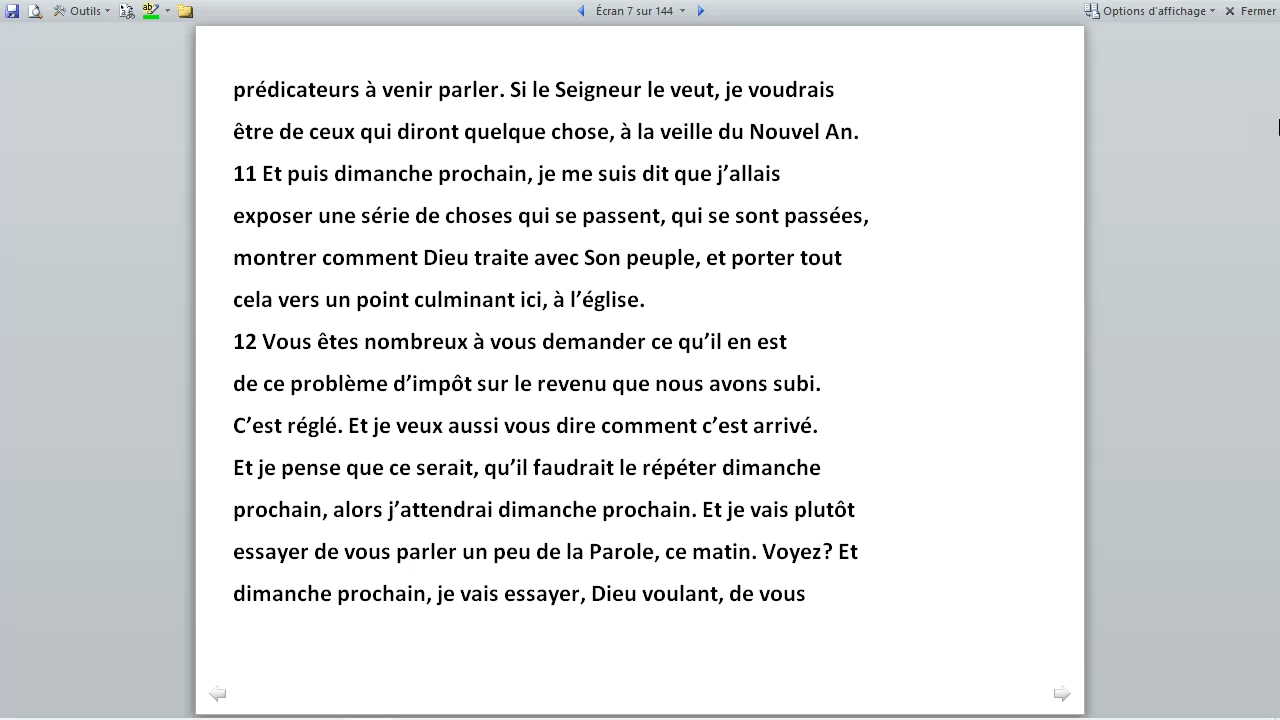 Outils
Écran 7 sur 144
Options d'affichage
Fermer
prédicateurs à venir parler. Si le Seigneur le veut, je voudrais
être de ceux qui diront quelque chose, à la veille du Nouvel An.
11 Et puis dimanche prochain, je me suis dit que j’allais
exposer une série de choses qui se passent, qui se sont passées,
montrer comment Dieu traite avec Son peuple, et porter tout
cela vers un point culminant ici, à l’église.
12 Vous êtes nombreux à vous demander ce qu’il en est
de ce problème d’impôt sur le revenu que nous avons subi.
C’est réglé. Et je veux aussi vous dire comment c’est arrivé.
Et je pense que ce serait, qu’il faudrait le répéter dimanche
prochain, alors j’attendrai dimanche prochain. Et je vais plutôt
essayer de vous parler un peu de la Parole, ce matin. Voyez? Et
dimanche prochain, je vais essayer, Dieu voulant, de vous